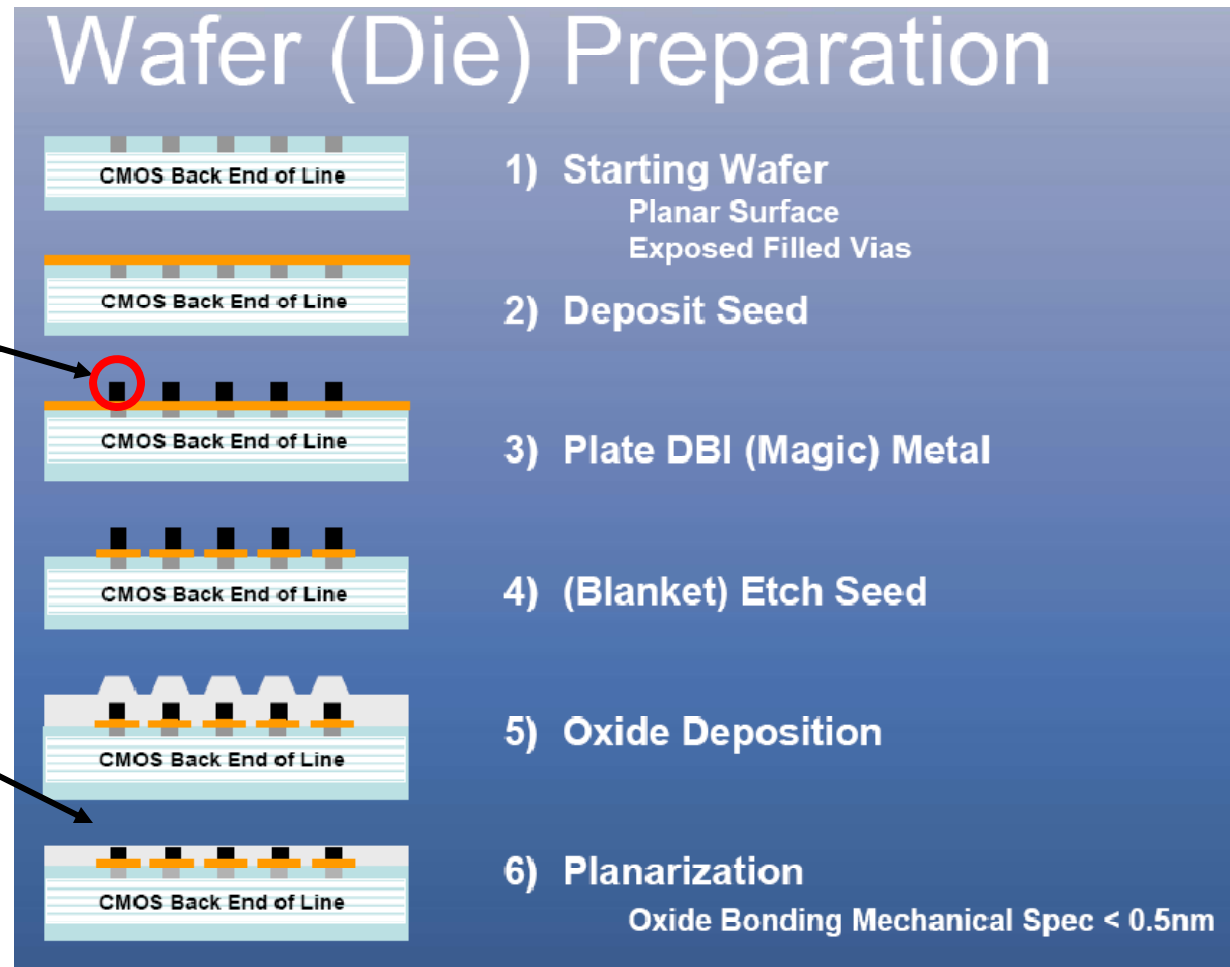 Wafer (Die) Preparation
CMOS Back End of Line
1) Starting Wafer
Planar Surface
Exposed Filled Vias
CMOS Back End of Line
2) Deposit Seed
CMOS Back End of Line
3) Plate DBI (Magic) Metal
CMOS Back End of Line
4) (Blanket) Etch Seed
CMOS Back End of Line
5) Oxide Deposition
CMOS Back End of Line
6) Planarization
Oxide Bonding Mechanical Spec < 0.5nm